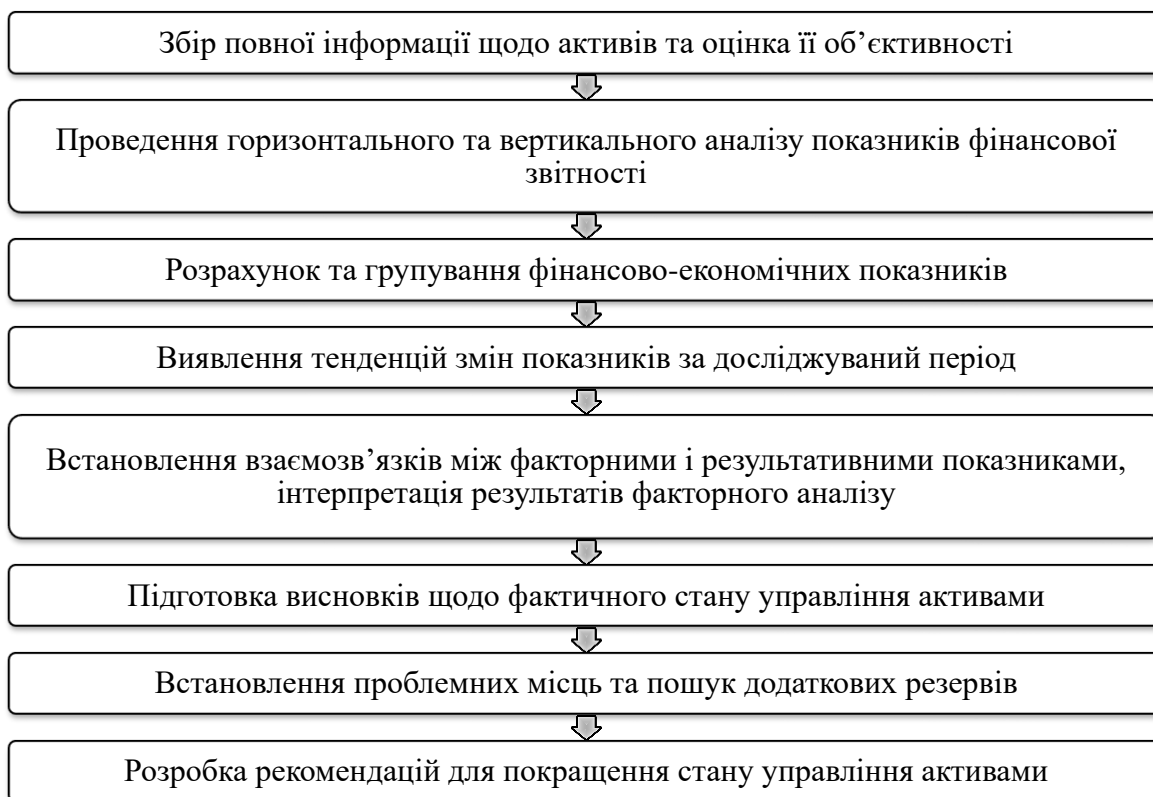 Збір повної інформації щодо активів та оцінка її об’єктивності
Проведення горизонтального та вертикального аналізу показників фінансової
звітності
Розрахунок та групування фінансово-економічних показників
Виявлення тенденцій змін показників за досліджуваний період
Встановлення взаємозв’язків між факторними і результативними показниками,
інтерпретація результатів факторного аналізу
Підготовка висновків щодо фактичного стану управління активами
Встановлення проблемних місць та пошук додаткових резервів
Розробка рекомендацій для покращення стану управління активами